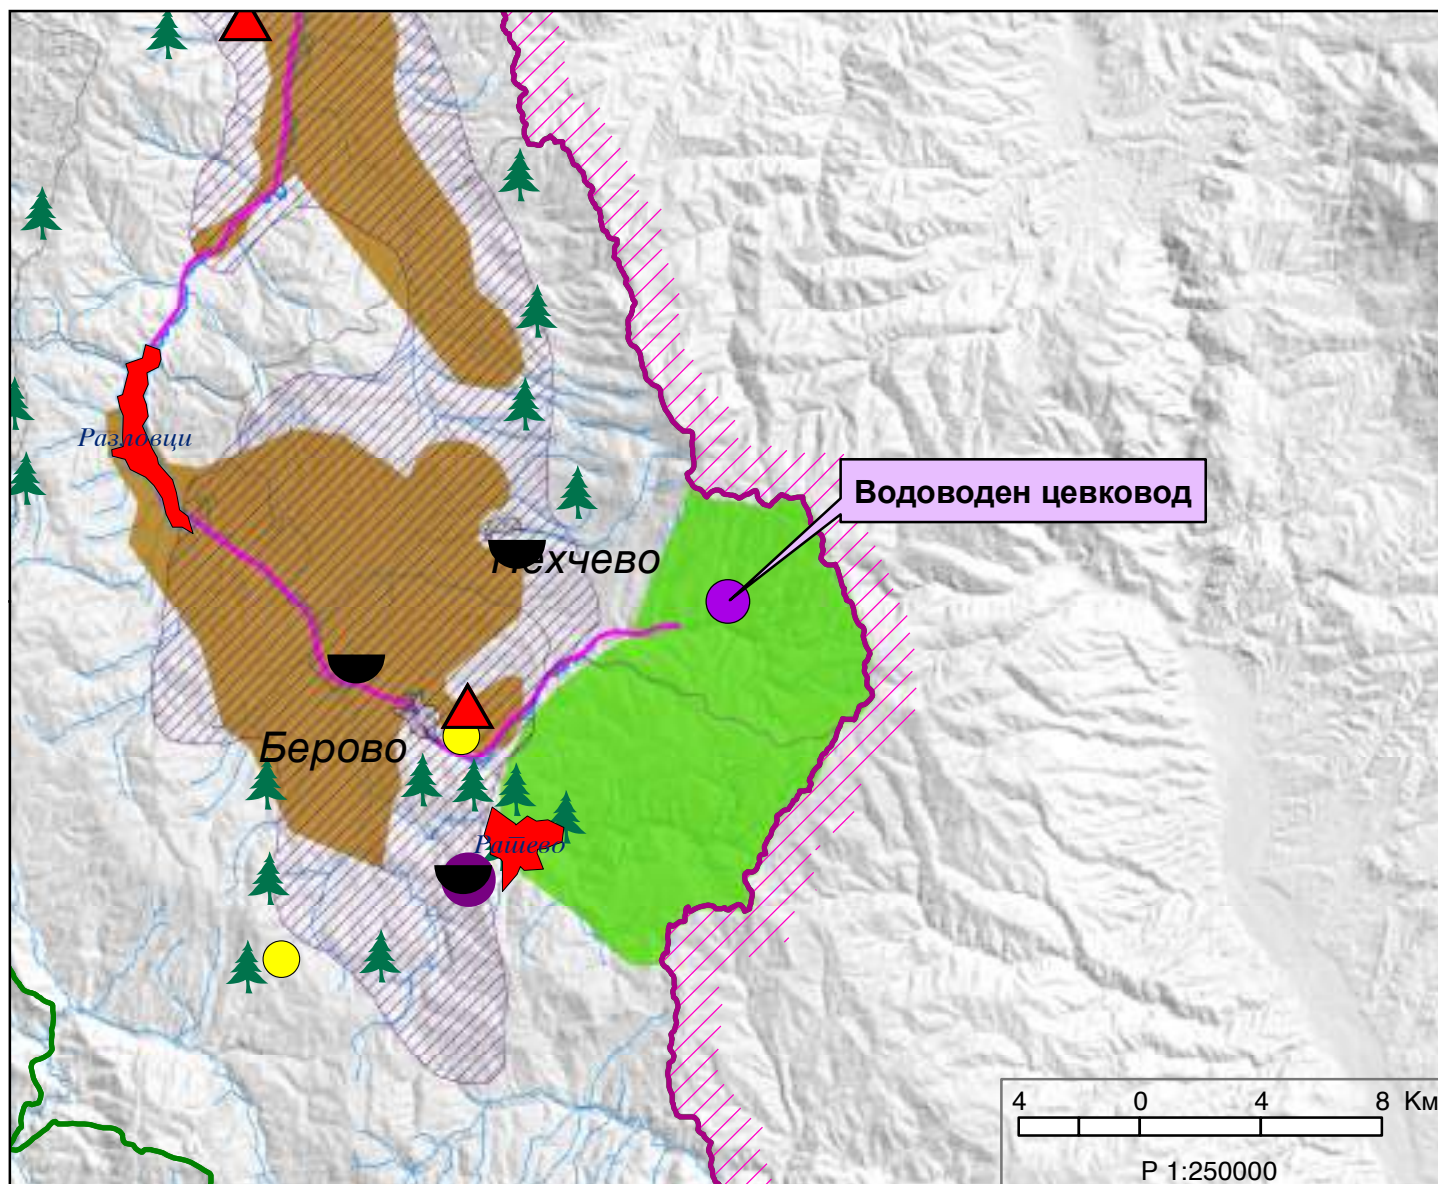 Разловци
Водоводен цевковод
Пехчево
Берово
Рашево
4 0 4 8 Км
Р 1:250000